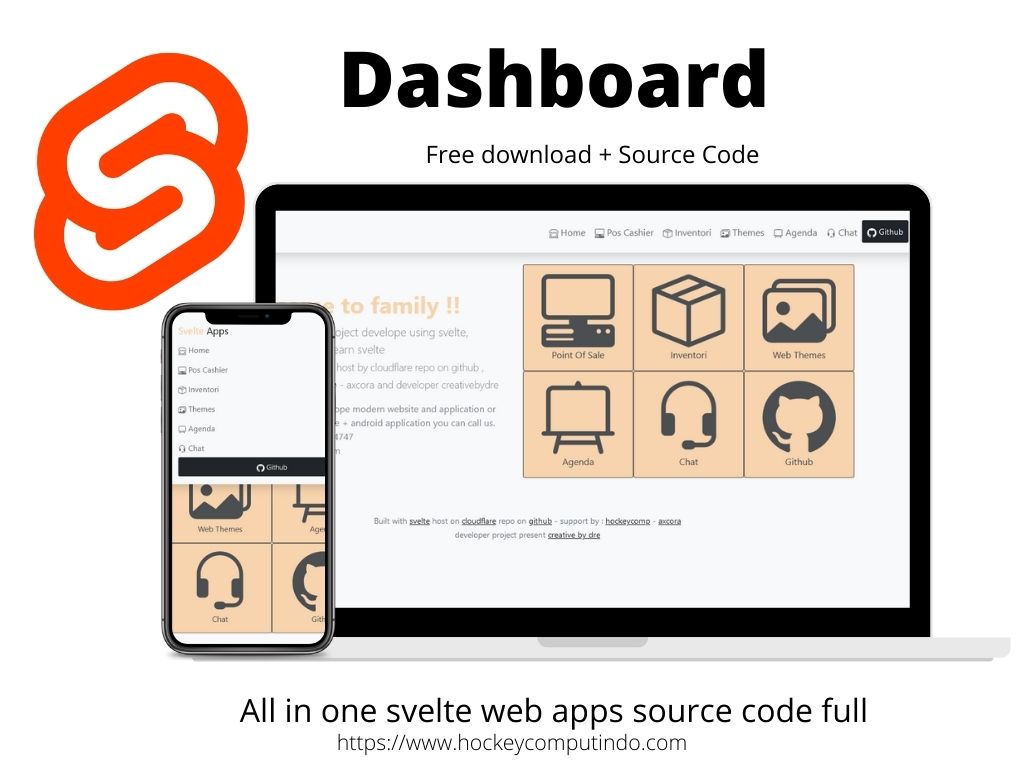 Dashboard
Free download + Source Code
Home Pos Cashier Inventori Themes Agenda Chat Github
to family !!
develope using svelte,
svelte
host by cloudflare repo on github ,
- axcora and developer creativebydre
modern website and application or
+ android application you can call us.
4747
Point Of Sale Inventori Web Themes
Agenda Chat Github
Built with svelte host on cloudflare repo on github - support by : hockeycomp - axcora
developer project present creative by dre
Svelte Apps
Home
Pos Cashier
Inventori
Themes
Agenda
Chat
Github
Web Themes Age
Chat Gith
All in one svelte web apps source code full
https://www.hockeycomputindo.com